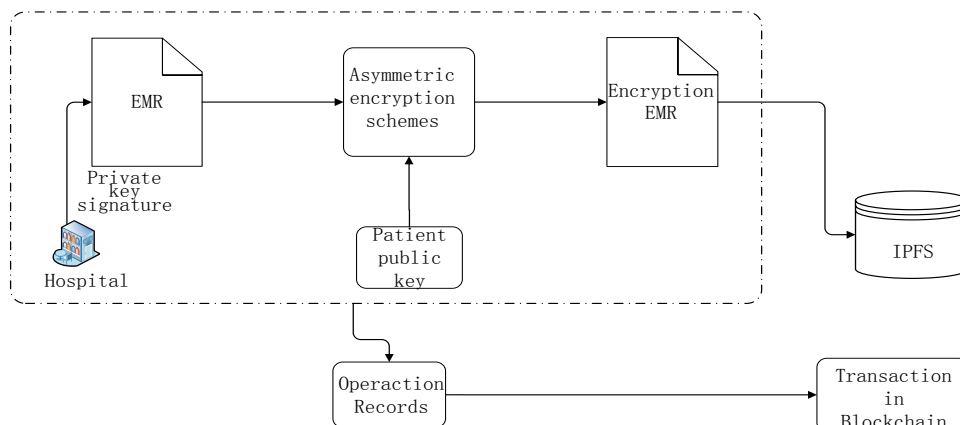 EMR
Asymmetric
encryption
schemes
Encryption
EMR
Private
key
signature
Patient
public
key
Hospital
IPFS
Operaction
Records
Transaction
in
Blockchain